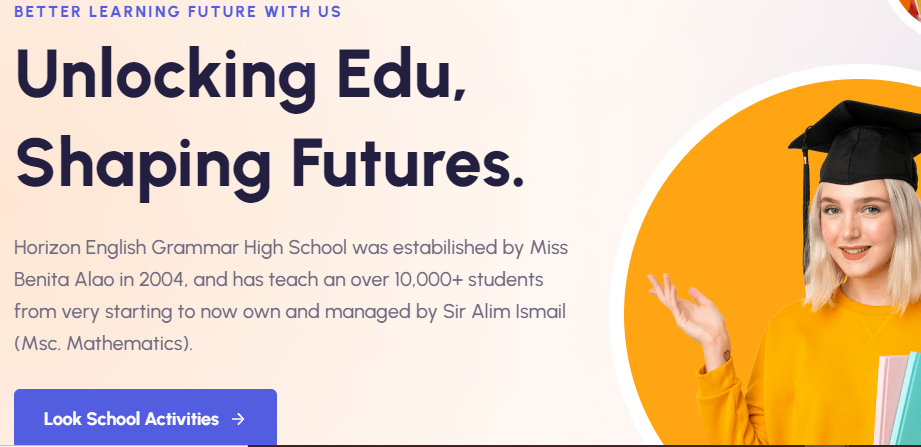 BETTER LEARNING FUTURE WITH US
Unlocking Edu,
Shaping Futures.
Horizon English Grammar High School was estabilished by Miss
Benita Alao in 2004, and has teach an over 10,000+ students
from very starting to now own and managed by Sir Alim Ismail
(Msc. Mathematics).
Look School Activities →